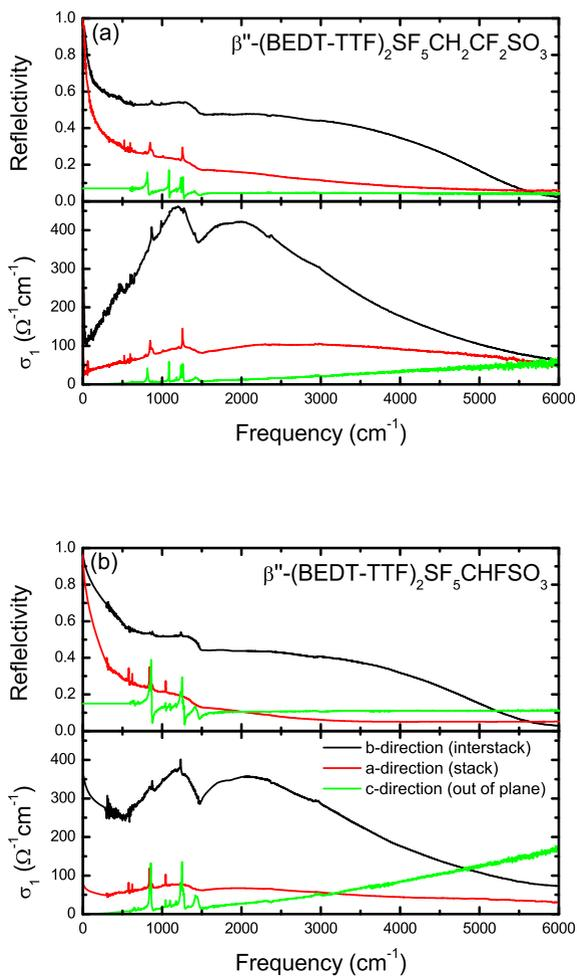 (a)
β''-(BEDT-TTF)2SF5CH2CF2SO3
Reflelctivity
1.0
0.8
0.6
0.4
0.2
0.0
σ1 (Ω-1cm-1)
400
300
200
100
0
0 1000 2000 3000 4000 5000 6000
Frequency (cm-1)
(b)
β''-(BEDT-TTF)2SF5CHFSO3
Reflelctivity
1.0
0.8
0.6
0.4
0.2
0.0
b-direction (interstack)
a-direction (stack)
c-direction (out of plane)
σ1 (Ω-1cm-1)
400
300
200
100
0
0 1000 2000 3000 4000 5000 6000
Frequency (cm-1)